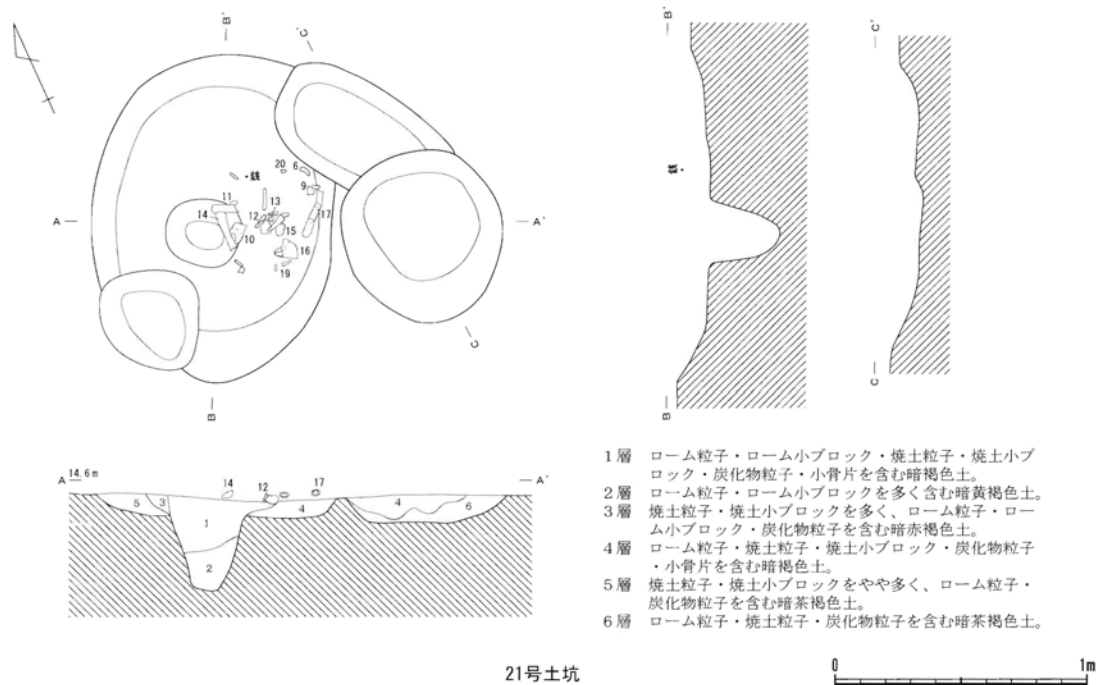 B'
C'
20
6
・銭
9
13
11
12
14
17
A
A'
15
10
16
19
C
B
B'
銭・
B
C'
C
A 14.6m
A'
14
12
17
5
3
4
4
6
1
2
1層 ローム粒子・ローム小ブロック・焼土粒子・焼土小ブ
ロック・炭化物粒子・小骨片を含む暗褐色土。
2層 ローム粒子・ローム小ブロックを多く含む暗黄褐色土。
3層 焼土粒子・焼土小ブロックを多く、ローム粒子・ロー
ム小ブロック・炭化物粒子を含む暗赤褐色土。
4層 ローム粒子・焼土粒子・焼土小ブロック・炭化物粒子
・小骨片を含む暗褐色土。
5層 焼土粒子・焼土小ブロックをやや多く、ローム粒子・
炭化物粒子を含む暗茶褐色土。
6層 ローム粒子・焼土粒子・炭化物粒子を含む暗茶褐色土。
21号土坑
0
1m